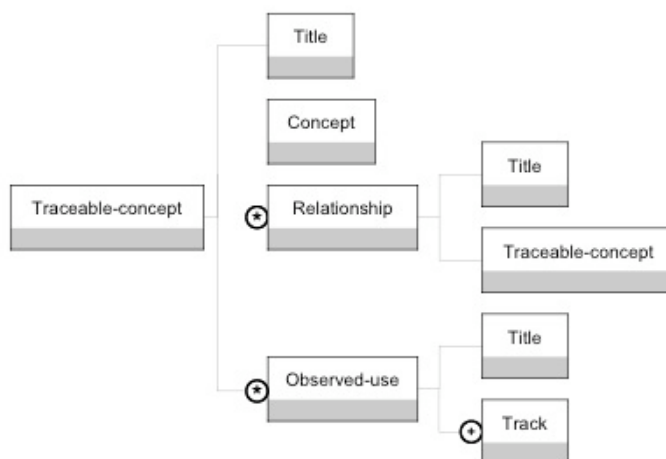 Title
Concept
Title
Traceable-concept
*
Relationship
Traceable-concept
Title
*
Observed-use
+
Track